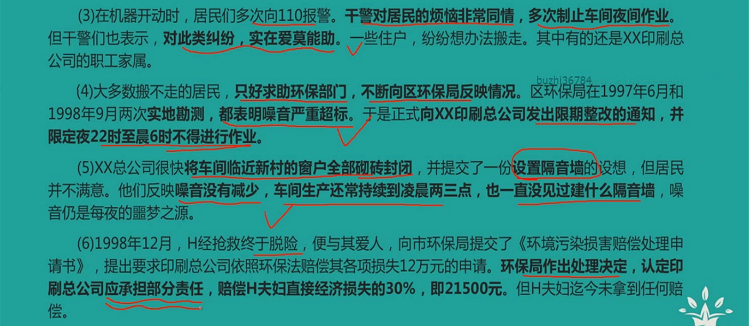 (3)在机器开动时，居民们多次向110报警。干警对居民的烦恼非常同情，多次制止车间夜间作业。
但干警们也表示，对此类纠纷，实在爱莫能助。一些住户，纷纷想办法搬走。其中有的还是XX印刷总
公司的职工家属。
buzhi36784
(4)大多数搬不走的居民，只好求助环保部门，不断向区环保局反映情况。区环保局在1997年6月和
1998年9月两次实地勘测，都表明噪音严重超标。于是正式向XX印刷总公司发出限期整改的通知，并
限定夜22时至晨6时不得进行作业。
(5)XX总公司很快将车间临近新村的窗户全部砌砖封闭，并提交了一份设置隔音墙的设想，但居民
并不满意。他们反映噪音没有减少，车间生产还常持续到凌晨两三点，也一直没见过建什么隔音墙，噪
音仍是每夜的噩梦之源。
(6)1998年12月，H经抢救终于脱险，便与其爱人，向市环保局提交了《环境污染损害赔偿处理申
请书》，提出要求印刷总公司依照环保法赔偿其各项损失12万元的申请。环保局作出处理决定，认定印
刷总公司应承担部分责任，赔偿H夫妻直接经济损失的30%，即21500元。但H夫妇迄今未拿到任何赔
偿。